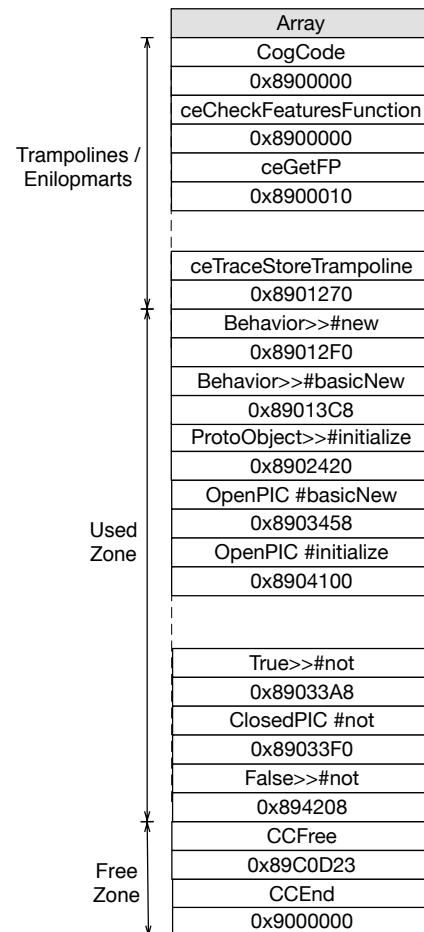 Array
CogCode
0x8900000
ceCheckFeaturesFunction
0x8900000
ceGetFP
0x8900010
Trampolines /
Enilopmarts
ceTraceStoreTrampoline
0x8901270
Behavior>>#new
0x89012F0
Behavior>>#basicNew
0x89013C8
ProtoObject>>#initialize
0x8902420
OpenPIC #basicNew
0x8903458
OpenPIC #initialize
0x8904100
Used
Zone
True>>#not
0x89033A8
ClosedPIC #not
0x89033F0
False>>#not
0x894208
CCFree
0x89C0D23
CCEnd
0x9000000
Free
Zone